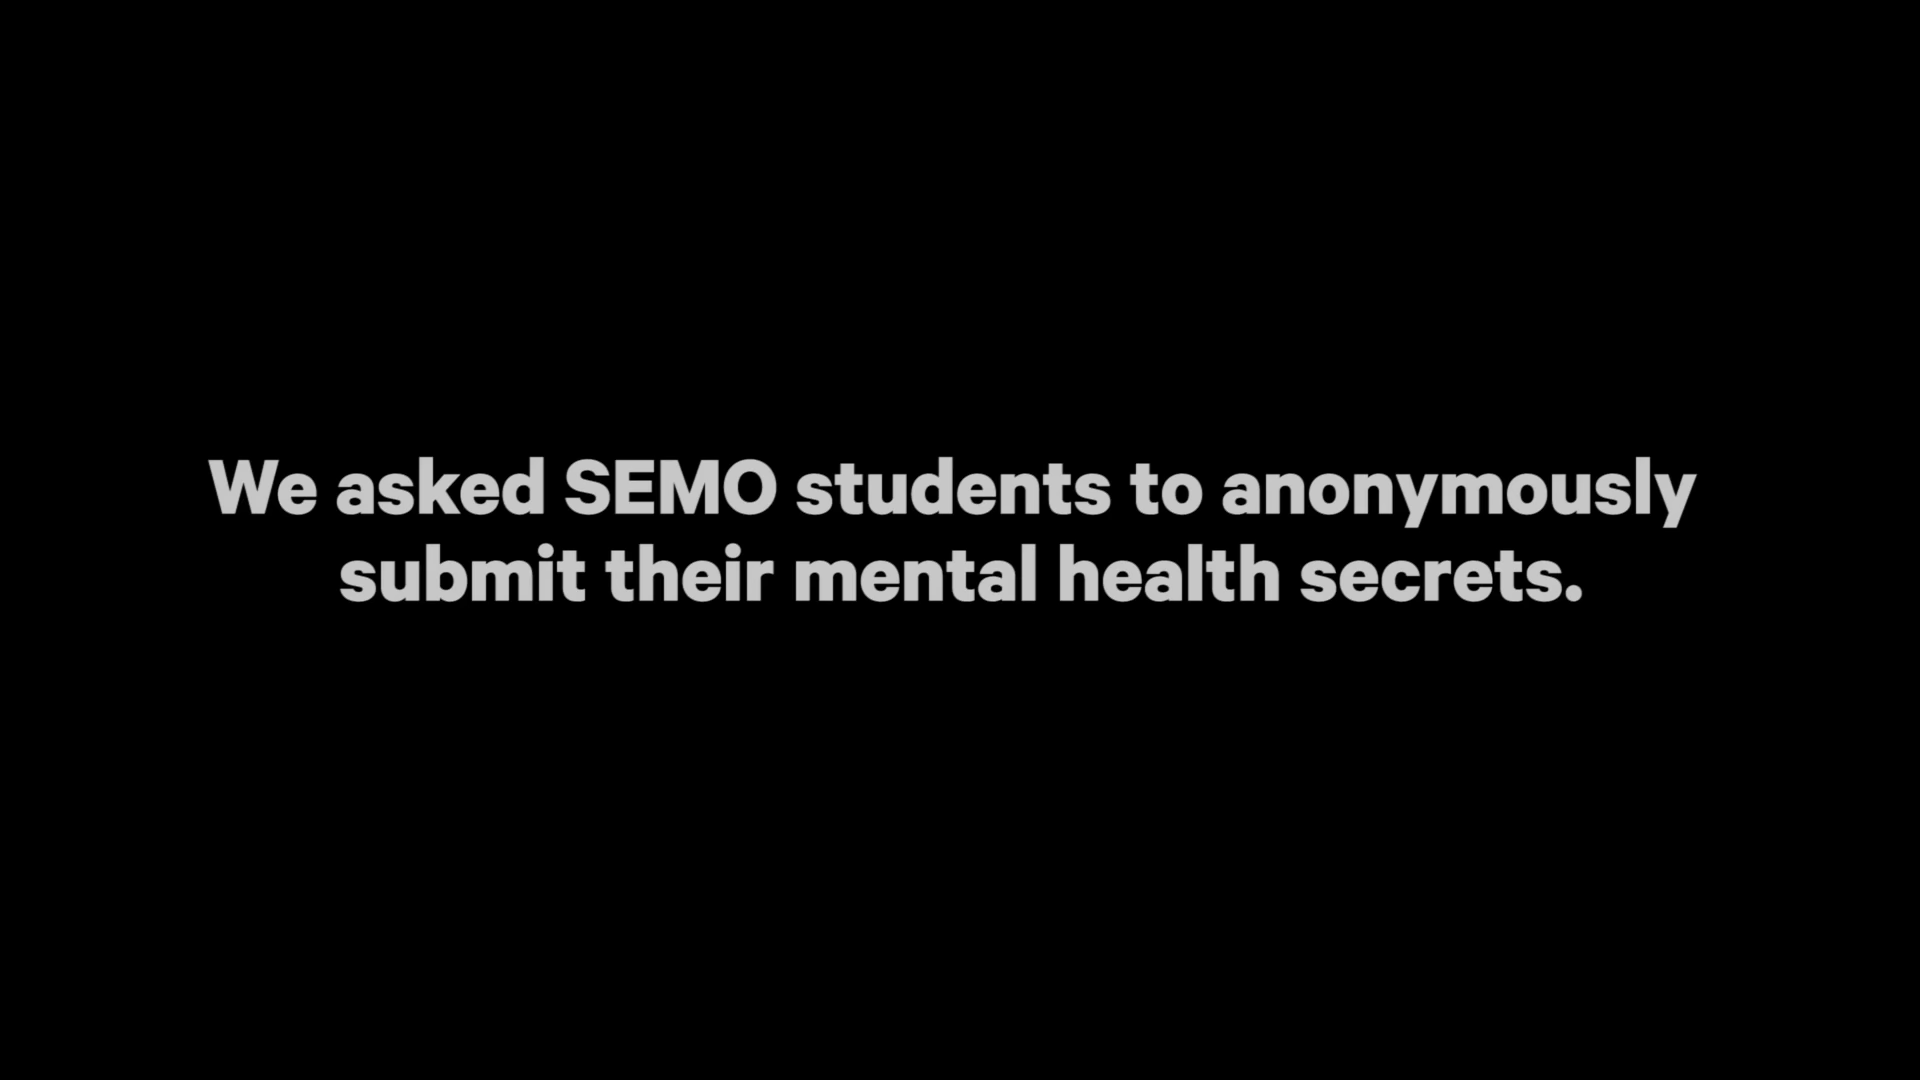 We asked SEMO students to anonymously
submit their mental health secrets.